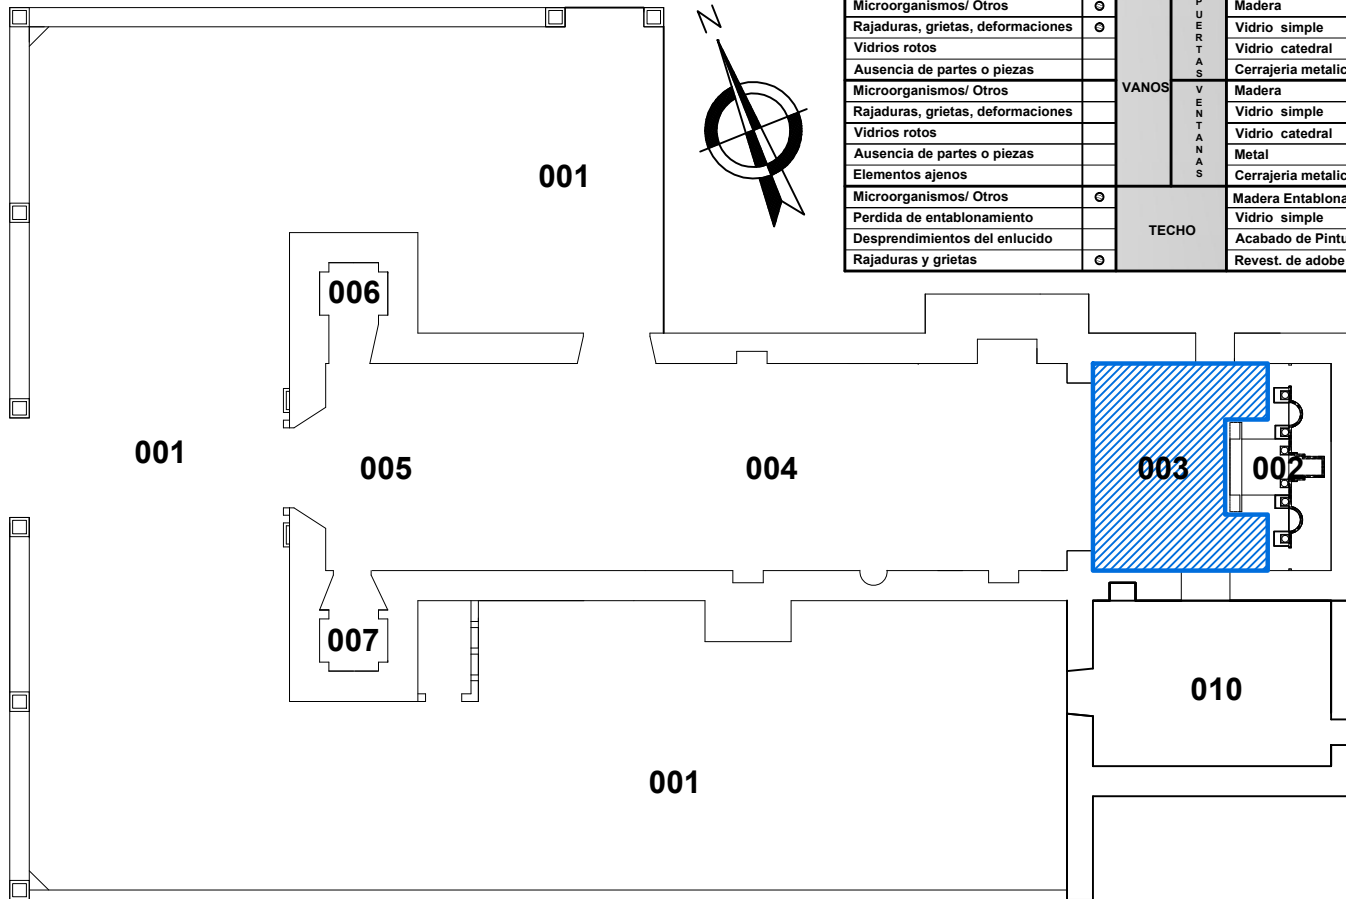 Microorganismos/ Otros ⊙ Madera
Rajaduras, grietas, deformaciones ⊙ Vidrio simple
Vidrios rotos Vidrio catedral
Ausencia de partes o piezas
PUERTAS
VANOS
Microorganismos/ Otros Madera
Rajaduras, grietas, deformaciones Vidrio simple
Vidrios rotos Vidrio catedral
Ausencia de partes o piezas Metal
Elementos ajenos
VENTANAS
Microorganismos/ Otros ⊙ Madera
Perdida de entablonamiento Vidrio simple
Desprendimientos del enlucido Acabado de
Rajaduras y grietas ⊙ Revest. de adobe
TECHO
N
001
006
001
005
004
003
002
007
010
001